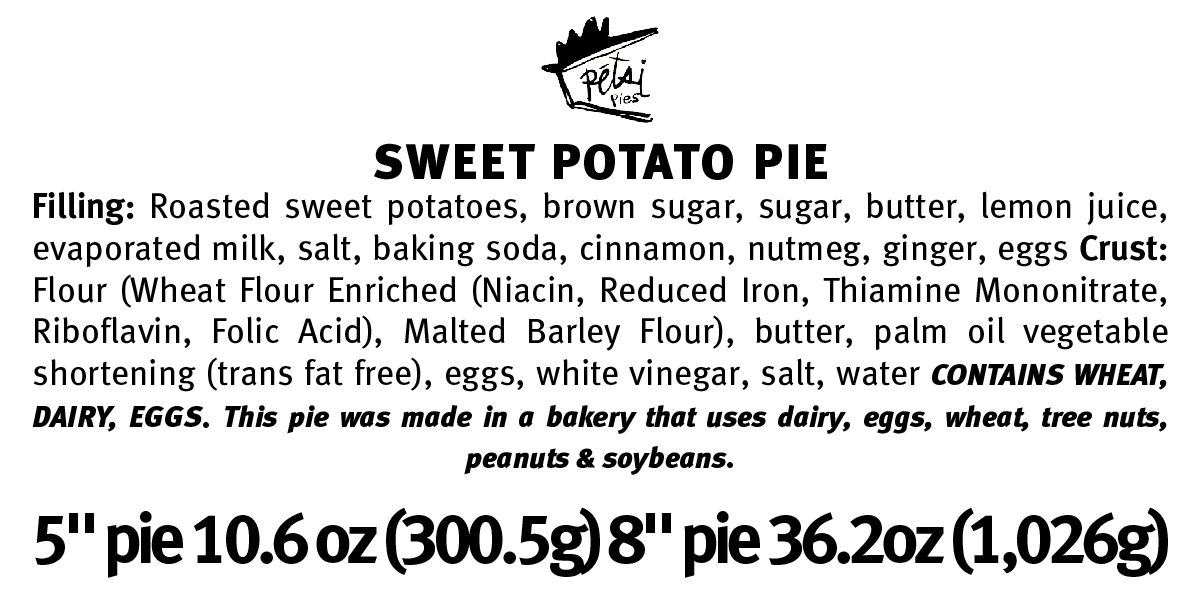 pétsi
Pies
SWEET POTATO PIE
Filling: Roasted sweet potatoes, brown sugar, sugar, butter, lemon juice,
evaporated milk, salt, baking soda, cinnamon, nutmeg, ginger, eggs Crust:
Flour (Wheat Flour Enriched (Niacin, Reduced Iron, Thiamine Mononitrate,
Riboflavin, Folic Acid), Malted Barley Flour), butter, palm oil vegetable
shortening (trans fat free), eggs, white vinegar, salt, water CONTAINS WHEAT,
DAIRY, EGGS. This pie was made in a bakery that uses dairy, eggs, wheat, tree nuts,
peanuts & soybeans.
5" pie 10.6 oz (300.5g) 8" pie 36.2oz (1,026g)